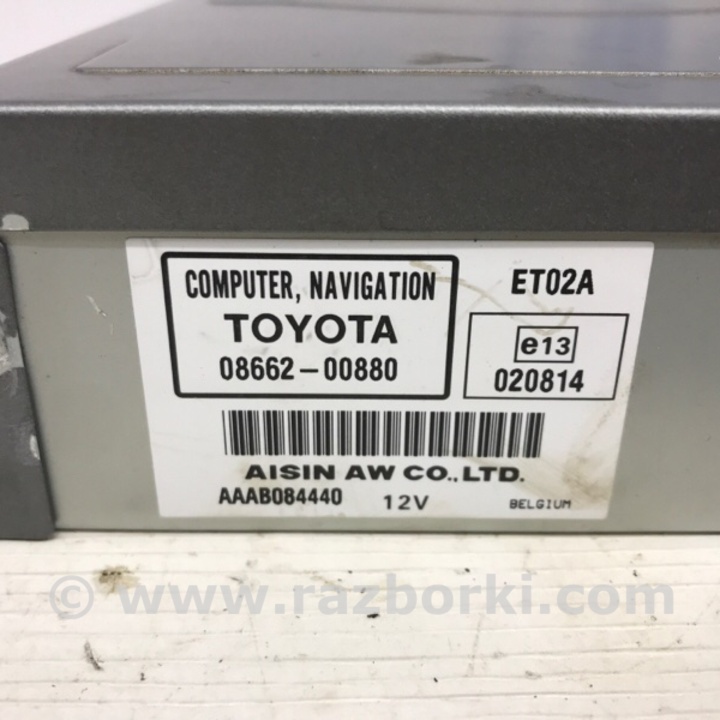 COMPUTER, NAVIGATION
TOYOTA
08662-00880
ET02A
e13
020814
AISIN AW CO., LTD.
AAAB084440 12V BELGIUM
© www.razborki.com